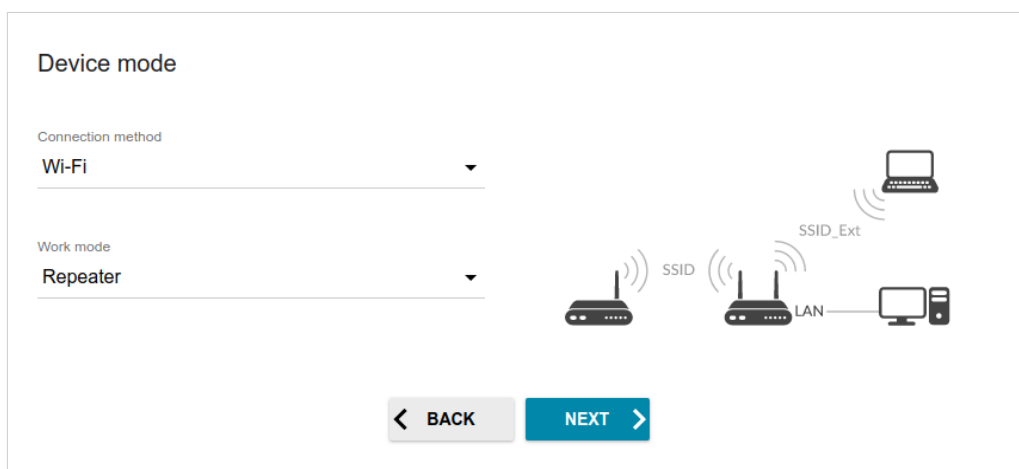 Device mode
Connection method
Wi-Fi
Work mode
Repeater
SSID
SSID_Ext
LAN
BACK
NEXT